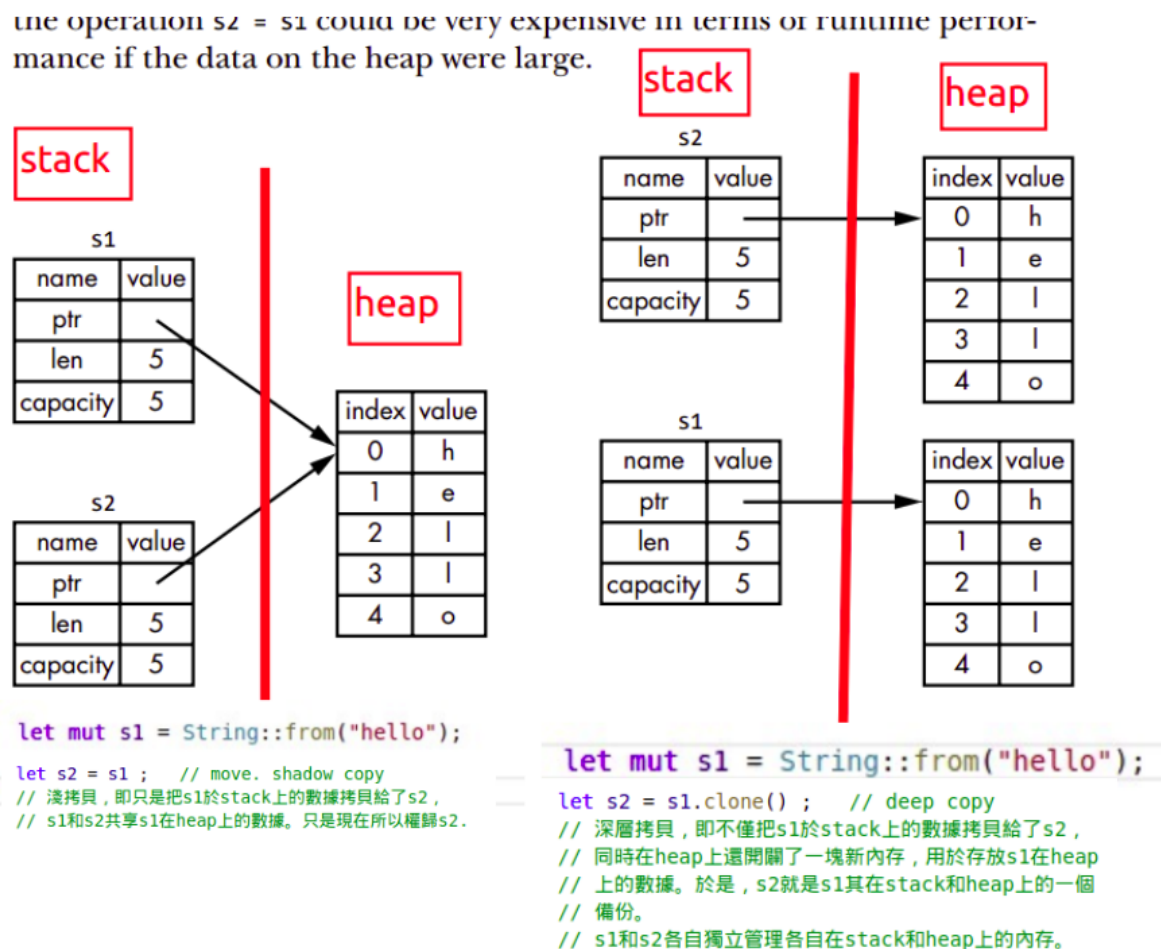 the operation s2 = s1 could be very expensive in terms of runtime perfor-
mance if the data on the heap were large.
stack
s1
name value
ptr
len 5
capacity 5
s2
name value
ptr
len 5
capacity 5
heap
index value
0 h
1 e
2 l
3 l
4 o
let mut s1 = String::from("hello");
let s2 = s1 ; // move. shadow copy
// 淺拷貝，即只是把s1於stack上的數據拷貝給了s2，
// s1和s2共享s1在heap上的數據。只是現在所以權歸s2.
stack
heap
s2
name value
ptr
len 5
capacity 5
index value
0 h
1 e
2 l
3 l
4 o
s1
name value
ptr
len 5
capacity 5
index value
0 h
1 e
2 l
3 l
4 o
let mut s1 = String::from("hello");
let s2 = s1.clone() ; // deep copy
// 深層拷貝，即不僅把s1於stack上的數據拷貝給了s2，
// 同時在heap上還開闢了一塊新內存，用於存放s1在heap
// 上的數據。於是，s2就是s1其在stack和heap上的一個
// 備份。
// s1和s2各自獨立管理各自在stack和heap上的內存。